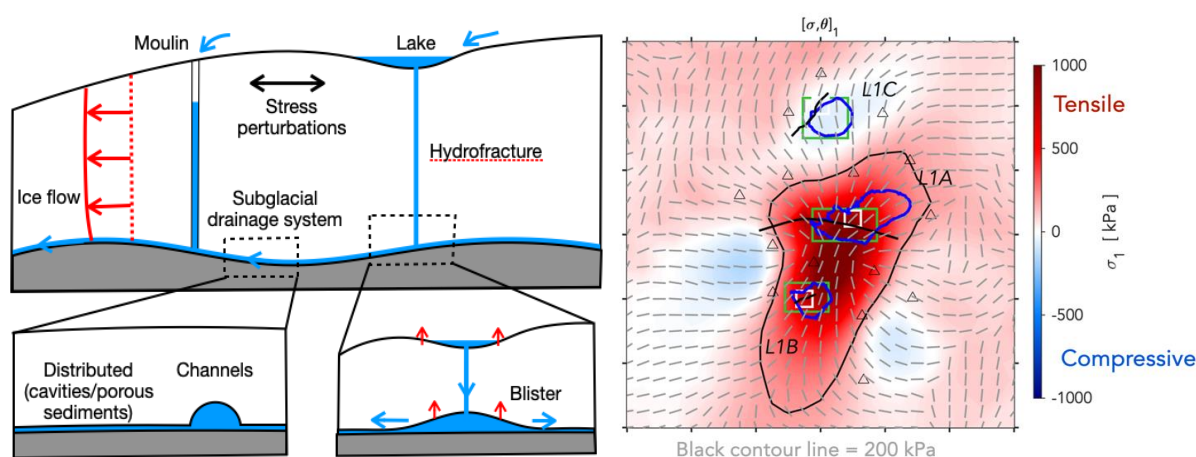 Moulin
Lake
Stress
perturbations
Hydrofracture
Ice flow
Subglacial
drainage system
Distributed
(cavities/porous
sediments)
Channels
Blister
[σ,θ]₁
L1C
L1A
L1B
1000
500
0
-500
-1000
σ₁ [ kPa ]
Tensile
Compressive
Black contour line = 200 kPa